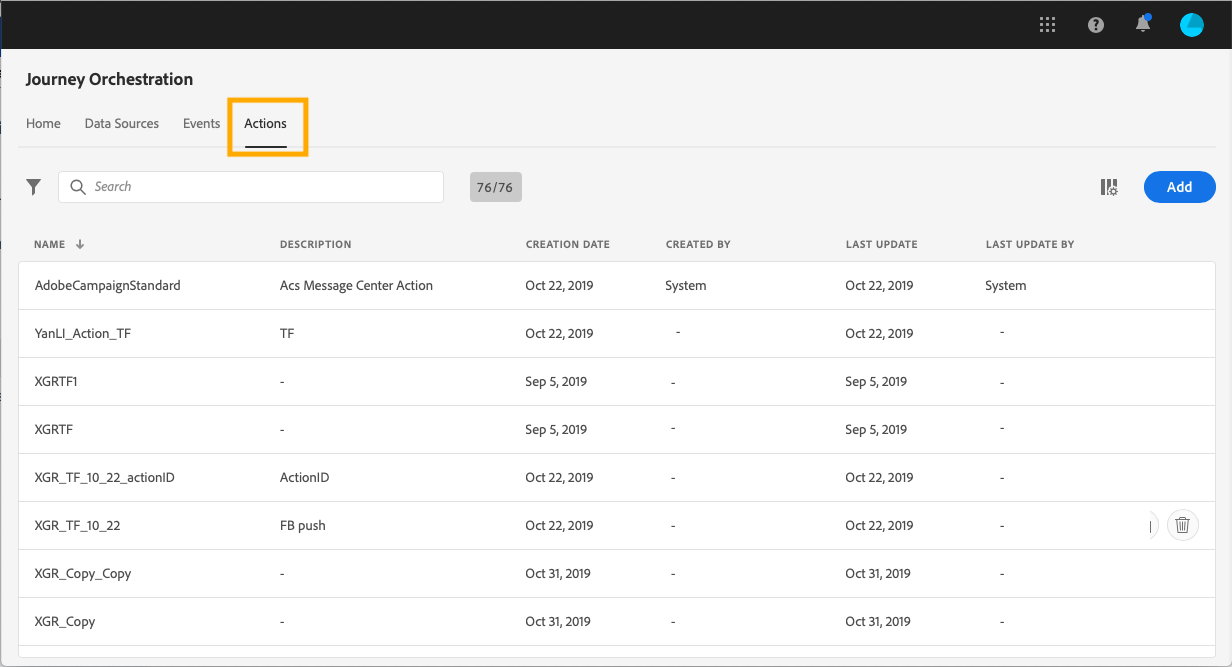 Journey Orchestration
Home Data Sources Events Actions
Search 76/76 Add
NAME DESCRIPTION CREATION DATE CREATED BY LAST UPDATE LAST UPDATE BY
AdobeCampaignStandard Acs Message Center Action Oct 22, 2019 System Oct 22, 2019 System
YanLI_Action_TF TF Oct 22, 2019 - Oct 22, 2019 -
XGRTF1 - Sep 5, 2019 - Sep 5, 2019 -
XGRTF - Sep 5, 2019 - Sep 5, 2019 -
XGR_TF_10_22_actionID ActionID Oct 22, 2019 - Oct 22, 2019 -
XGR_TF_10_22 FB push Oct 22, 2019 - Oct 22, 2019 -
XGR_Copy_Copy - Oct 31, 2019 - Oct 31, 2019 -
XGR_Copy - Oct 31, 2019 - Oct 31, 2019 -